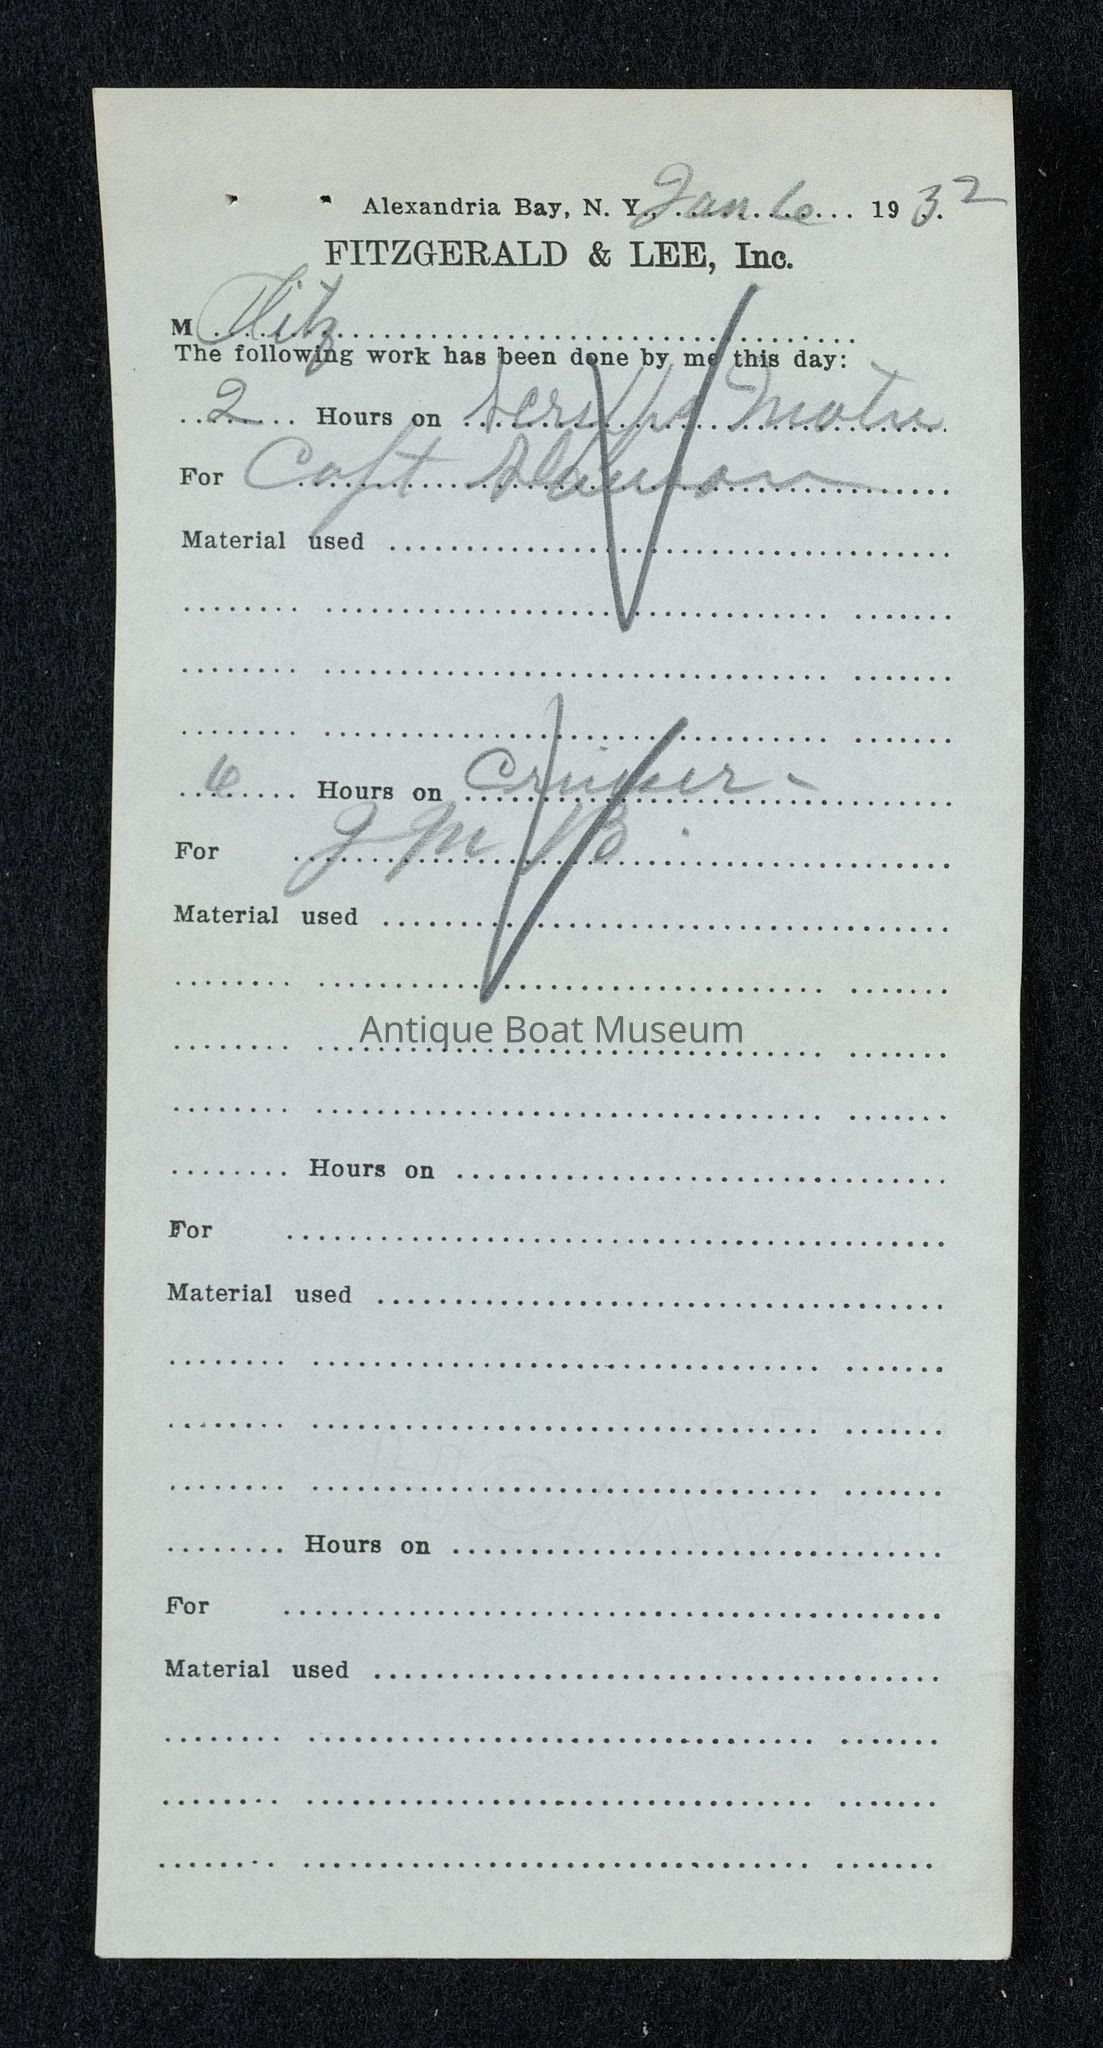 Alexandria Bay, N. Y., Jan 6 1932
FITZGERALD & LEE, Inc.
M Fitz
The following work has been done by me this day:
2 Hours on Scripps Motor
For Capt
Material used
6 Hours on Cruiser -
For J M B
Material used
Antique Boat Museum
Hours on
For
Material used
Hours on
For
Material used